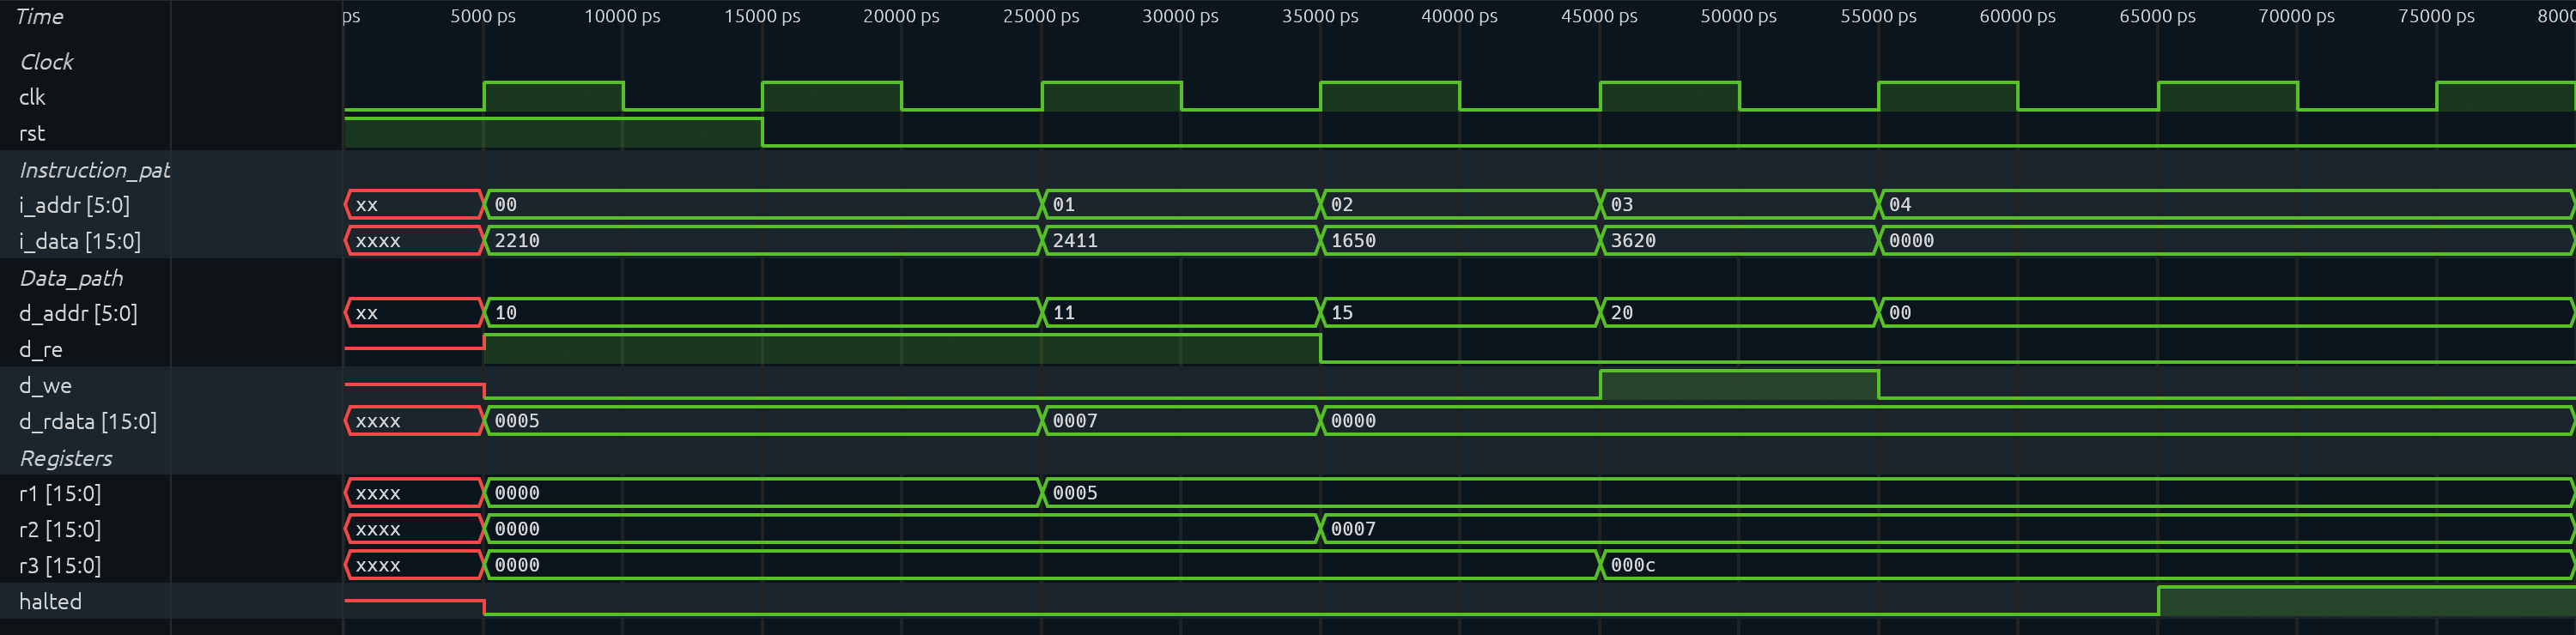 Time ps 5000 ps 10000 ps 15000 ps 20000 ps 25000 ps 30000 ps 35000 ps 40000 ps 45000 ps 50000 ps 55000 ps 60000 ps 65000 ps 70000 ps 75000 ps 8000
Clock
clk
rst
Instruction_pat
i_addr [5:0] xx 00 01 02 03 04
i_data [15:0] xxxx 2210 2411 1650 3620 0000
Data_path
d_addr [5:0] xx 10 11 15 20 00
d_re
d_we
d_rdata [15:0] xxxx 0005 0007 0000
Registers
r1 [15:0] xxxx 0000 0005
r2 [15:0] xxxx 0000 0007
r3 [15:0] xxxx 0000 000c
halted